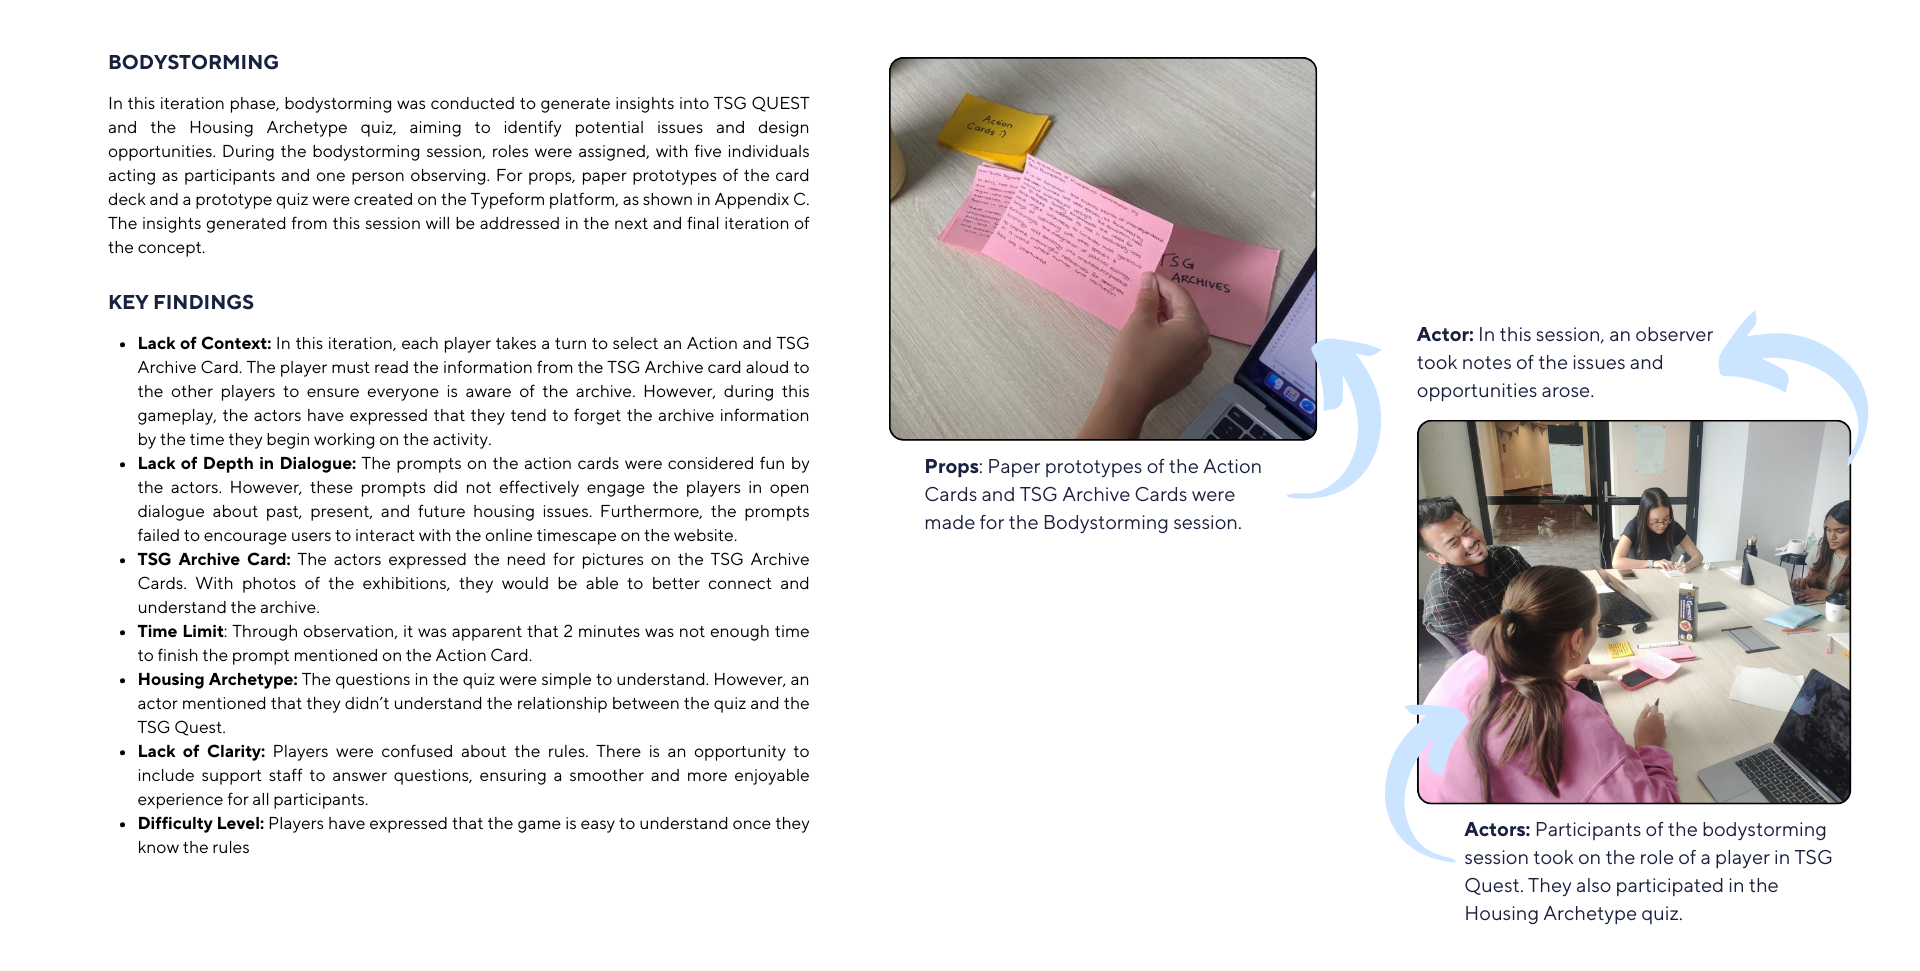 BODYSTORMING
In this iteration phase, bodystorming was conducted to generate insights into TSG QUEST
and the Housing Archetype quiz, aiming to identify potential issues and design
opportunities. During the bodystorming session, roles were assigned, with five individuals
acting as participants and one person observing. For props, paper prototypes of the card
deck and a prototype quiz were created on the Typeform platform, as shown in Appendix C.
The insights generated from this session will be addressed in the next and final iteration of
the concept.
KEY FINDINGS
• Lack of Context: In this iteration, each player takes a turn to select an Action and TSG
Archive Card. The player must read the information from the TSG Archive card aloud to
the other players to ensure everyone is aware of the archive. However, during this
gameplay, the actors have expressed that they tend to forget the archive information
by the time they begin working on the activity.
• Lack of Depth in Dialogue: The prompts on the action cards were considered fun by
the actors. However, these prompts did not effectively engage the players in open
dialogue about past, present, and future housing issues. Furthermore, the prompts
failed to encourage users to interact with the online timescape on the website.
• TSG Archive Card: The actors expressed the need for pictures on the TSG Archive
Cards. With photos of the exhibitions, they would be able to better connect and
understand the archive.
• Time Limit: Through observation, it was apparent that 2 minutes was not enough time
to finish the prompt mentioned on the Action Card.
• Housing Archetype: The questions in the quiz were simple to understand. However, an
actor mentioned that they didn't understand the relationship between the quiz and the
TSG Quest.
• Lack of Clarity: Players were confused about the rules. There is an opportunity to
include support staff to answer questions, ensuring a smoother and more enjoyable
experience for all participants.
• Difficulty Level: Players have expressed that the game is easy to understand once they
know the rules
Action
Cards :)
TSG
ARCHIVES
Props: Paper prototypes of the Action
Cards and TSG Archive Cards were
made for the Bodystorming session.
Actor: In this session, an observer
took notes of the issues and
opportunities arose.
Actors: Participants of the bodystorming
session took on the role of a player in TSG
Quest. They also participated in the
Housing Archetype quiz.